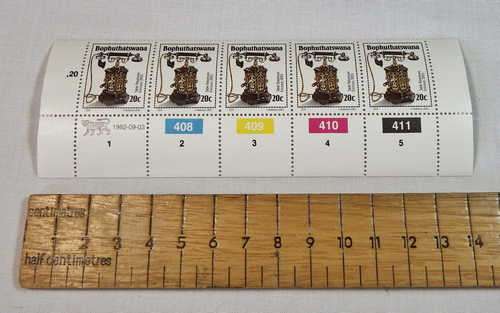 Bophuthatswana Bophuthatswana Bophuthatswana Bophuthatswana Bophuthatswana
,20
20c 20c 20c 20c 20c
1982-09-03 408 409 410 411
1 2 3 4 5
centimetres
1 2 3 4 5 6 7 8 9 10 11 12 13 14
half centimetres